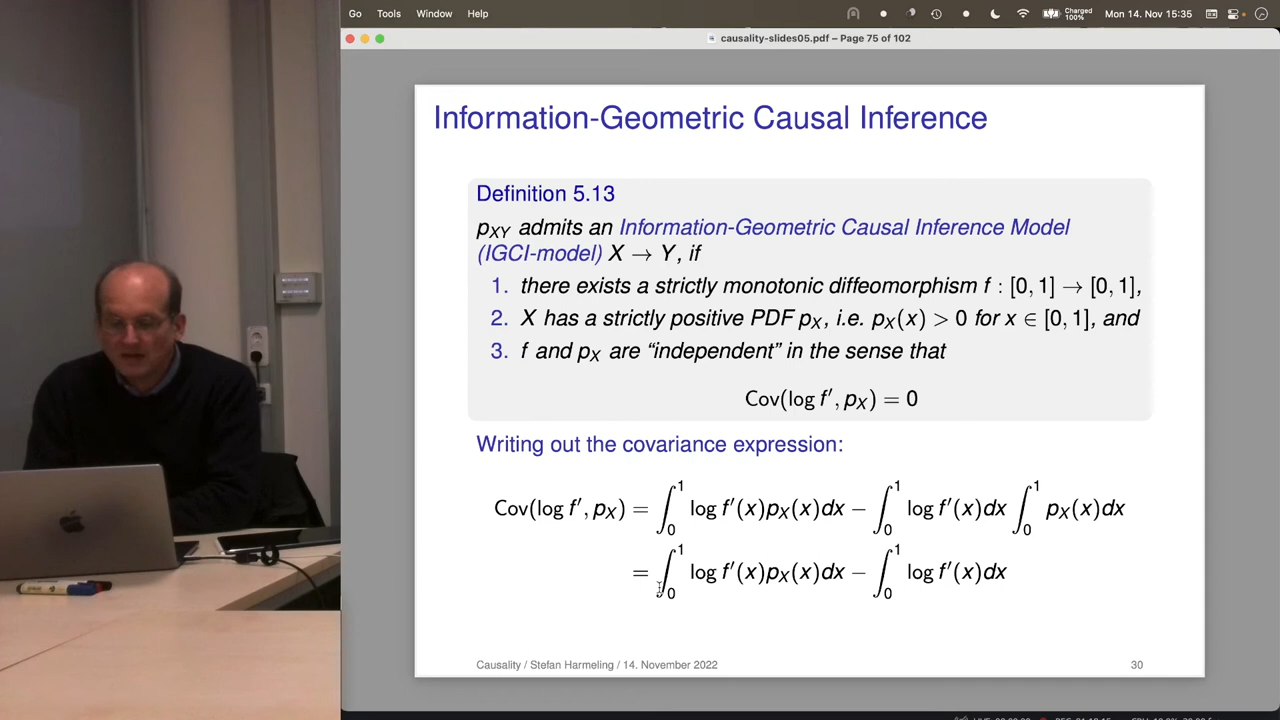 Go Tools Window Help Charged 100% Mon 14. Nov 15:35
causality-slides05.pdf – Page 75 of 102
Information-Geometric Causal Inference
Definition 5.13
p_{XY} admits an Information-Geometric Causal Inference Model
(IGCI-model) X → Y, if
1. there exists a strictly monotonic diffeomorphism f : [0, 1] → [0, 1],
2. X has a strictly positive PDF p_X, i.e. p_X(x) > 0 for x ∈ [0, 1], and
3. f and p_X are “independent” in the sense that
Cov(log f′, p_X) = 0
Writing out the covariance expression:
Cov(log f′, p_X) = ∫_0^1 log f′(x)p_X(x)dx − ∫_0^1 log f′(x)dx ∫_0^1 p_X(x)dx
= ∫_0^1 log f′(x)p_X(x)dx − ∫_0^1 log f′(x)dx
Causality / Stefan Harmeling / 14. November 2022 30